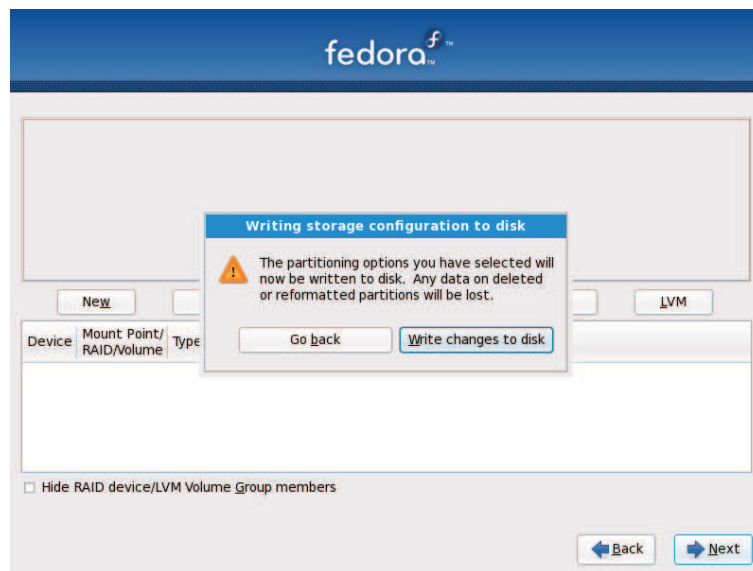 fedora
Writing storage configuration to disk
The partitioning options you have selected will
now be written to disk. Any data on deleted
or reformatted partitions will be lost.
New
LVM
Go back
Write changes to disk
Device
Mount Point/
RAID/Volume
Type
Hide RAID device/LVM Volume Group members
Back
Next